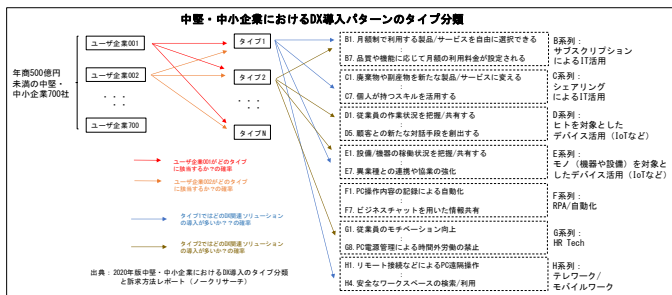 中堅・中小企業におけるDX導入パターンのタイプ分類
年商500億円
未満の中堅・
中小企業700社
ユーザ企業001
ユーザ企業002
・ ・
・ ・
・ ・
ユーザ企業700
タイプ1
タイプ2
・
・
・
タイプN
B1. 月額制で利用する製品/サービスを自由に選択できる
:
B7. 品質や機能に応じて月額の利用料金が設定される
C1. 廃棄物や副産物を新たな製品/サービスに変える
:
C7. 個人が持つスキルを活用する
D1. 従業員の作業状況を把握/共有する
:
D5. 顧客との新たな対話手段を創出する
E1. 設備/機器の稼働状況を把握/共有する
:
E7. 異業種との連携や協業の強化
F1. PC操作内容の記録による自動化
:
F7. ビジネスチャットを用いた情報共有
G1. 従業員のモチベーション向上
:
G8. PC電源管理による時間外労働の禁止
H1. リモート接続などによるPC遠隔操作
:
H4. 安全なワークスペースの検索/利用
B系列:
サブスクリプション
によるIT活用
C系列:
シェアリング
によるIT活用
D系列:
ヒトを対象とした
デバイス活用(IoTなど)
E系列:
モノ(機器や設備)を対象と
したデバイス活用(IoTなど)
F系列:
RPA/自動化
G系列:
HR Tech
H系列:
テレワーク/
モバイルワーク
ユーザ企業001がどのタイプ
に該当するか?の確率
ユーザ企業002がどのタイプ
に該当するか?の確率
タイプ1ではどのDX関連ソリューション
の導入が多いか??の確率
タイプ2ではどのDX関連ソリューション
の導入が多いか??の確率
出典:2020年版中堅・中小企業におけるDX導入のタイプ分類
と訴求方法レポート(ノークリサーチ)